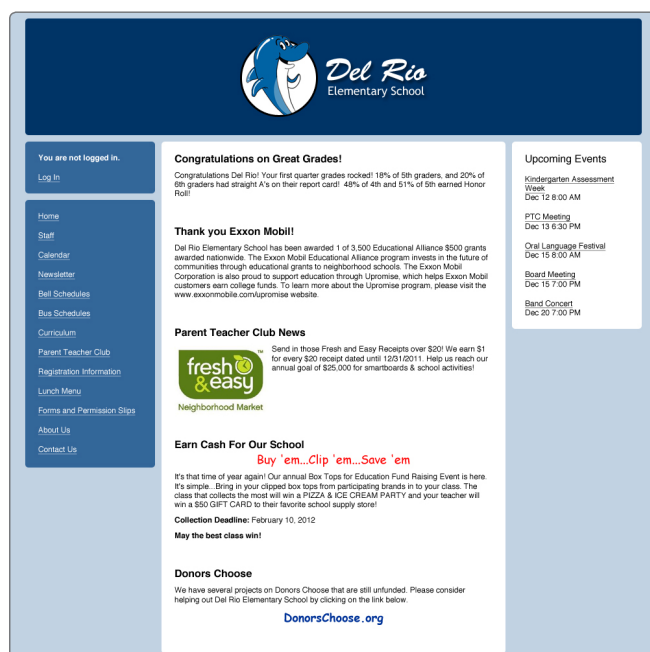 Del Rio
Elementary School
You are not logged in.
Log In
Home
Staff
Calendar
Newsletter
Bell Schedules
Bus Schedules
Curriculum
Parent Teacher Club
Registration Information
Lunch Menu
Forms and Permission Slips
About Us
Contact Us
Congratulations on Great Grades!
Congratulations Del Rio! Your first quarter grades rocked! 18% of 5th graders, and 20% of
6th graders had straight A's on their report card! 48% of 4th and 51% of 5th earned Honor
Roll!
Thank you Exxon Mobil!
Del Rio Elementary School has been awarded 1 of 3,500 Educational Alliance $500 grants
awarded nationwide. The Exxon Mobil Educational Alliance program invests in the future of
communities through educational grants to neighborhood schools. The Exxon Mobil
Corporation is also proud to support education through Upromise, which helps Exxon Mobil
customers earn college funds. To learn more about the Upromise program, please visit the
www.exxonmobile.com/upromise website.
Parent Teacher Club News
fresh
&easy
TM
Neighborhood Market
Send in those Fresh and Easy Receipts over $20! We earn $1
for every $20 receipt dated until 12/31/2011. Help us reach our
annual goal of $25,000 for smartboards & school activities!
Earn Cash For Our School
Buy 'em...Clip 'em...Save 'em
It's that time of year again! Our annual Box Tops for Education Fund Raising Event is here.
It's simple...Bring in your clipped box tops from participating brands in to your class. The
class that collects the most will win a PIZZA & ICE CREAM PARTY and your teacher will
win a $50 GIFT CARD to their favorite school supply store!
Collection Deadline: February 10, 2012
May the best class win!
Donors Choose
We have several projects on Donors Choose that are still unfunded. Please consider
helping out Del Rio Elementary School by clicking on the link below.
DonorsChoose.org
Upcoming Events
Kindergarten Assessment
Week
Dec 12 8:00 AM
PTC Meeting
Dec 13 6:30 PM
Oral Language Festival
Dec 15 8:00 AM
Board Meeting
Dec 15 7:00 PM
Band Concert
Dec 20 7:00 PM